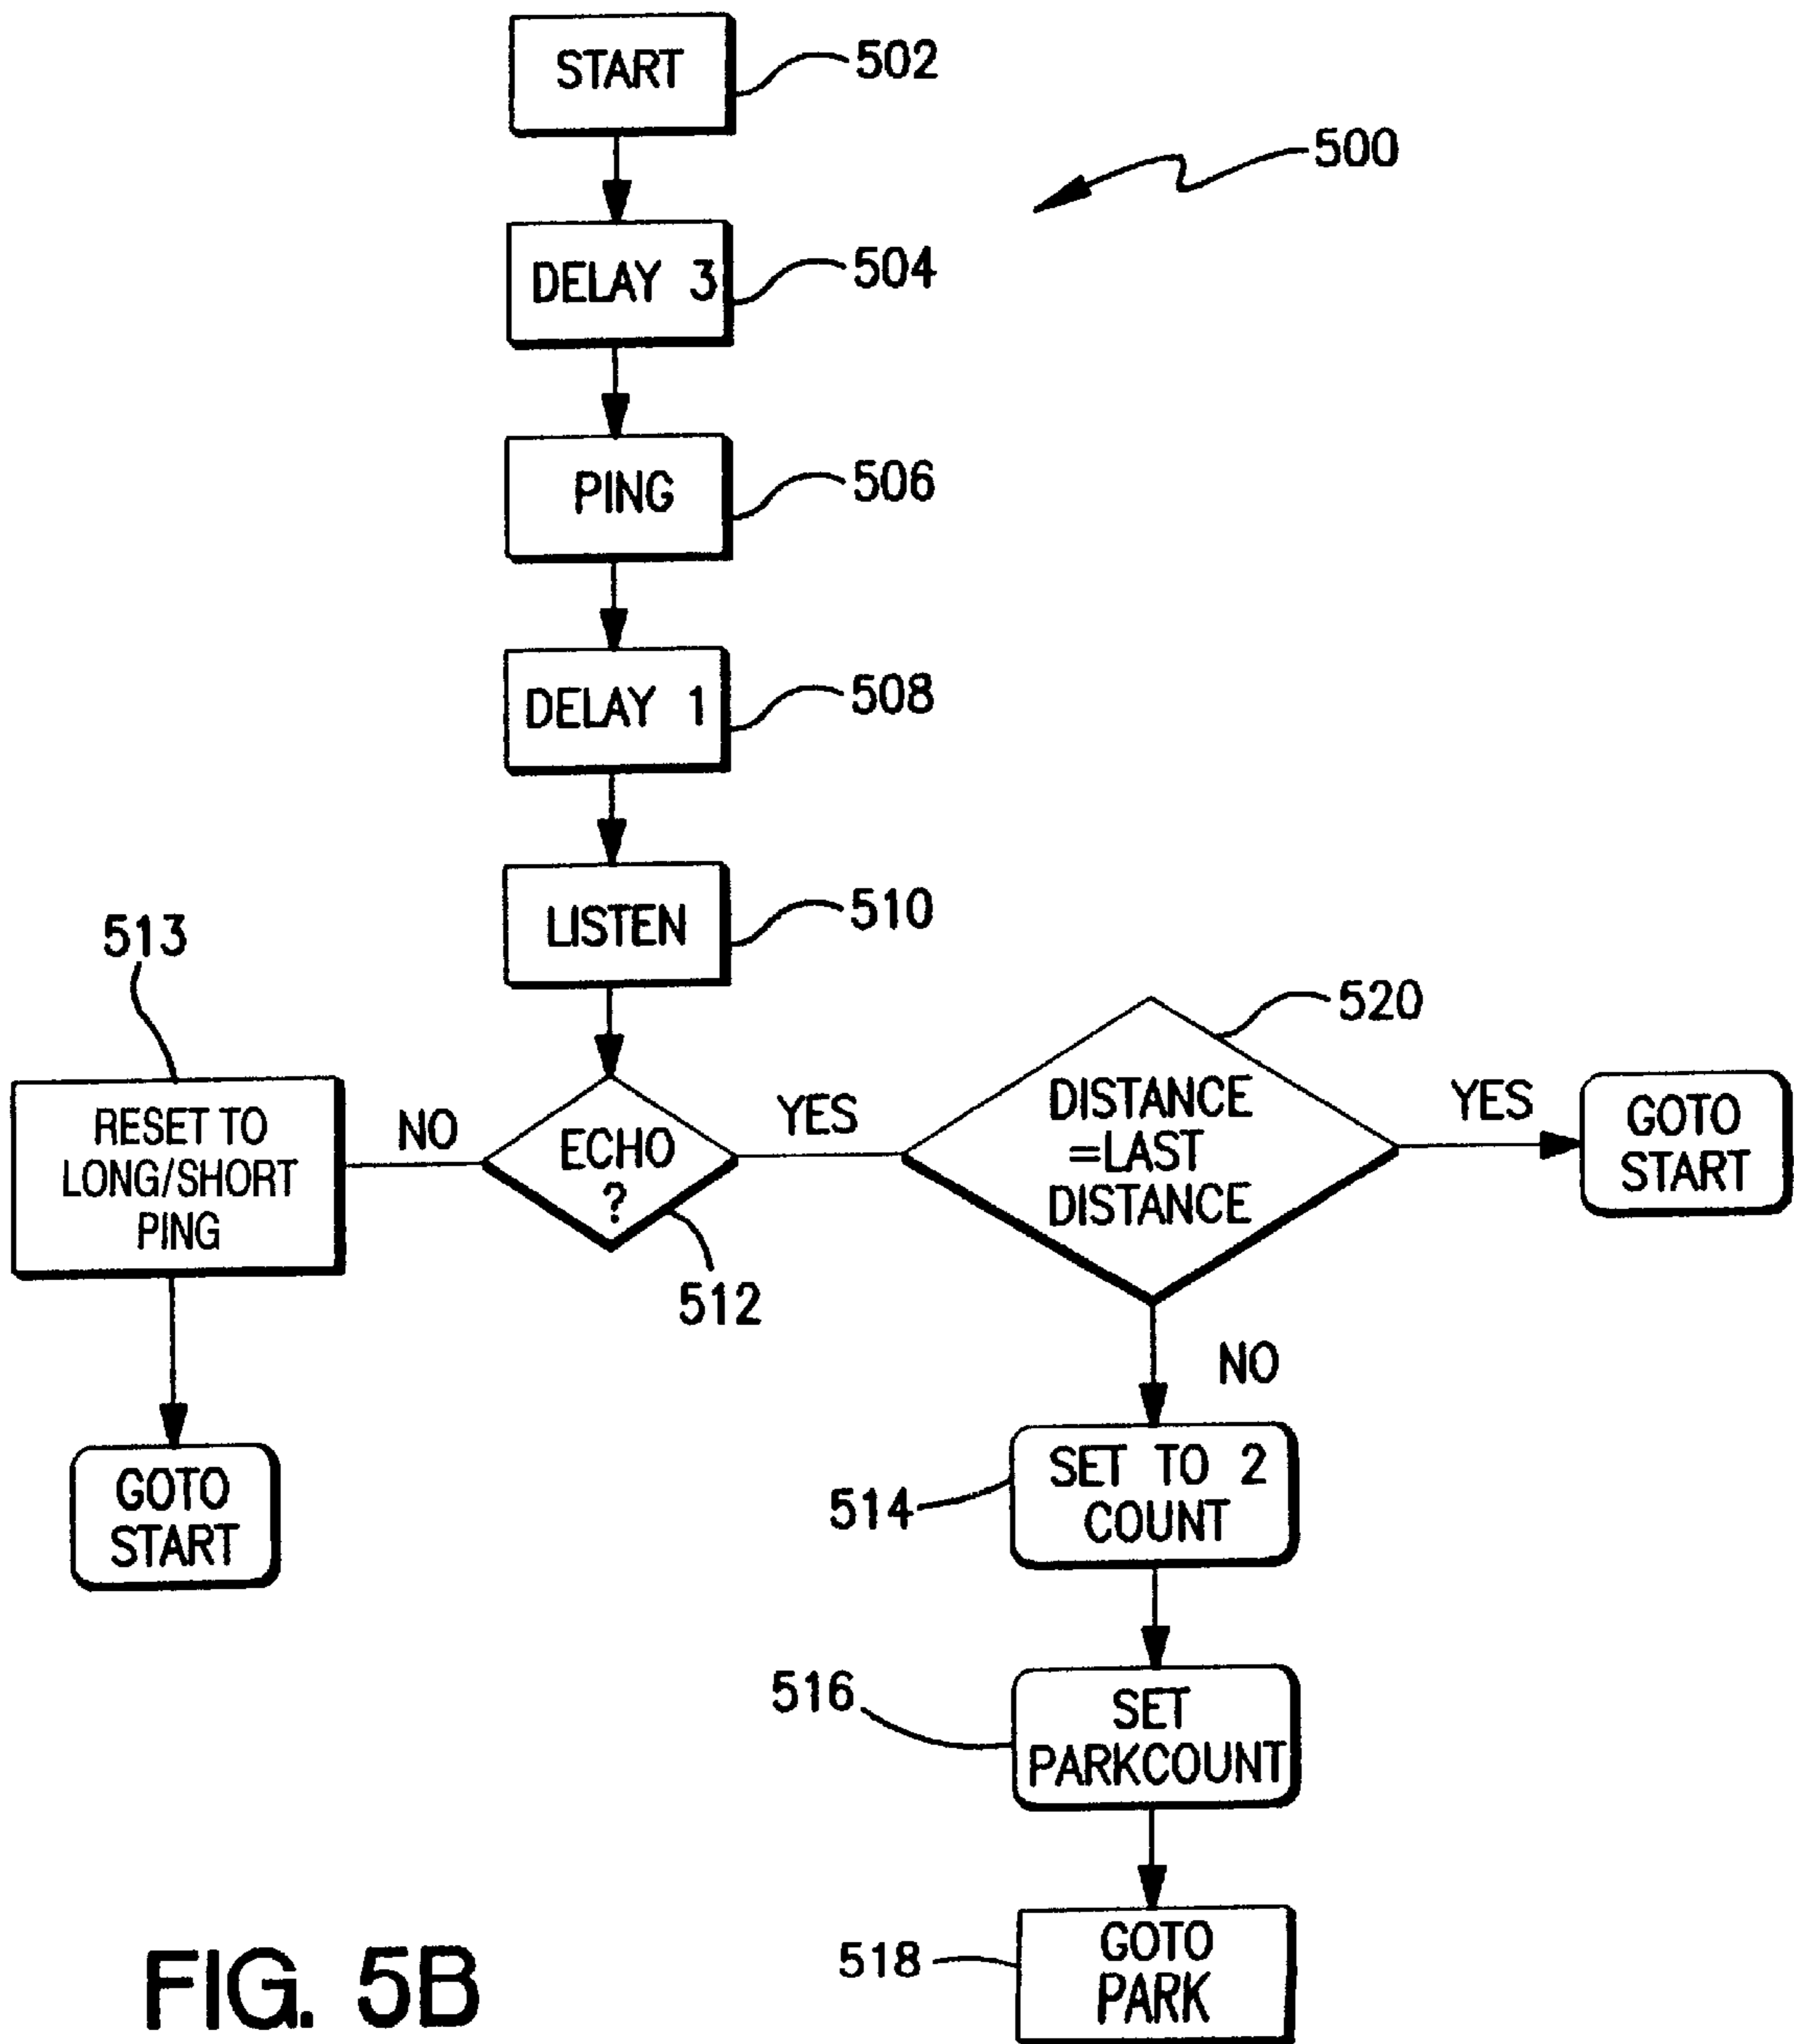 START
502
500
DELAY 3
504
PING
506
DELAY 1
508
LISTEN
510
513
520
RESET TO
LONG/SHORT
PING
NO
ECHO
?
YES
DISTANCE
=LAST
DISTANCE
YES
GOTO
START
512
NO
GOTO
START
514
SET TO 2
COUNT
516
SET
PARKCOUNT
518
GOTO
PARK
FIG. 5B